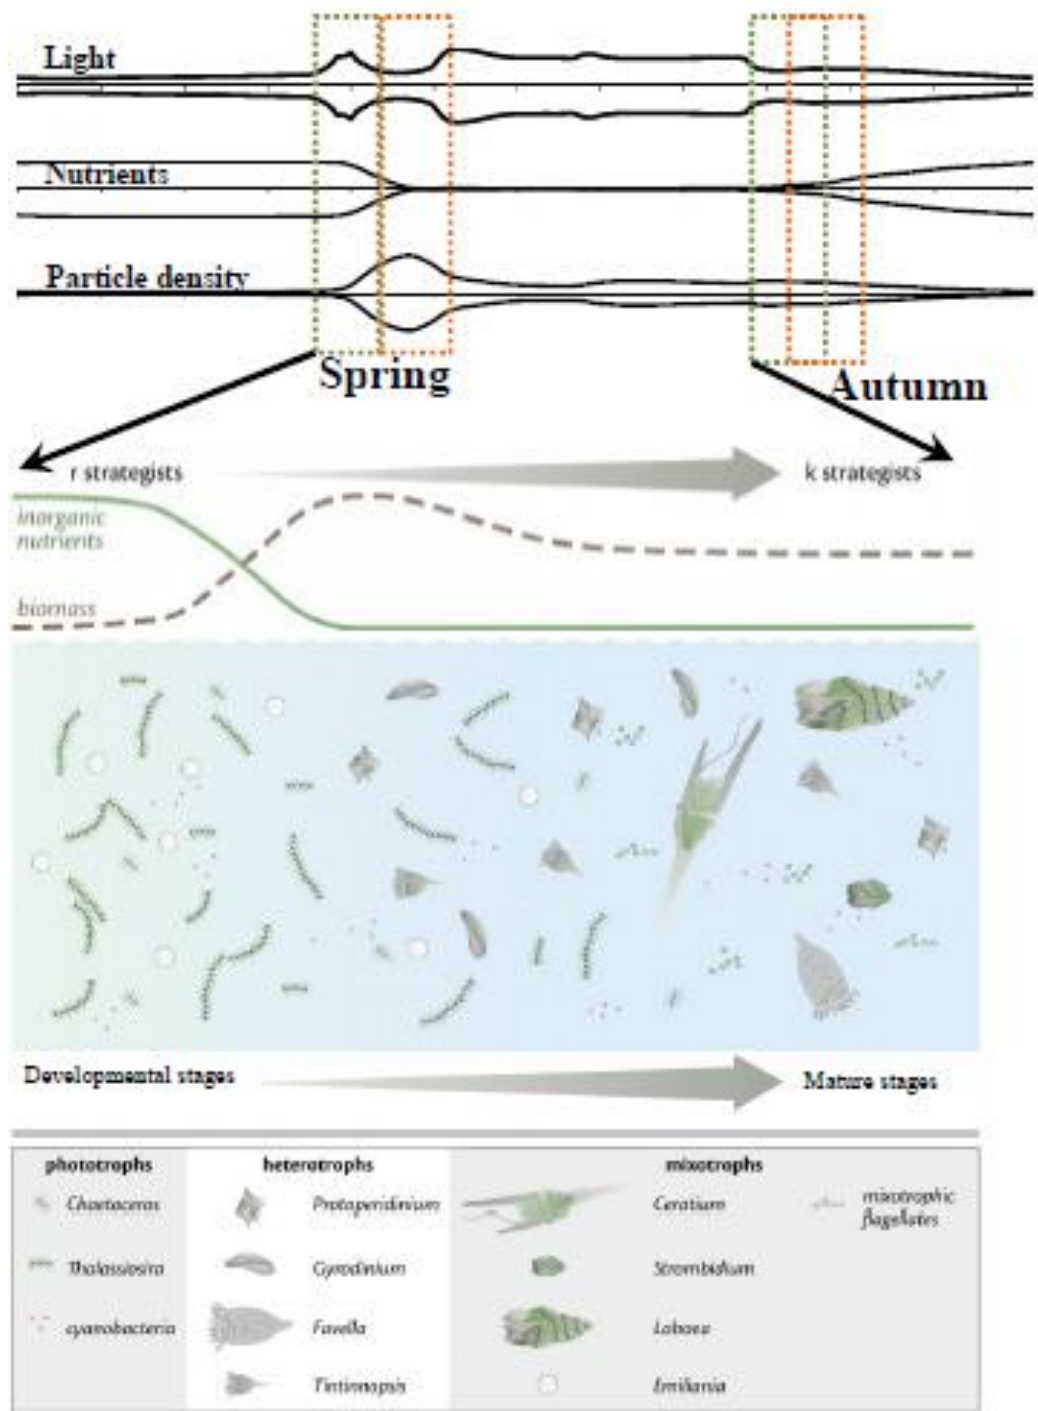 Light
Nutrients
Particle density
Spring
Autumn
r strategists
k strategists
inorganic
nutrients
biomass
Developmental stages
Mature stages
phototrophs
heterotrophs
mixotrophs
Chaetoceros
Protoperidinium
Ceratium
mixotrophic
flagellates
Thalassiosira
Gyrodinium
Strombidium
cyanobacteria
Favella
Laboea
Tintinnopsis
Emiliania